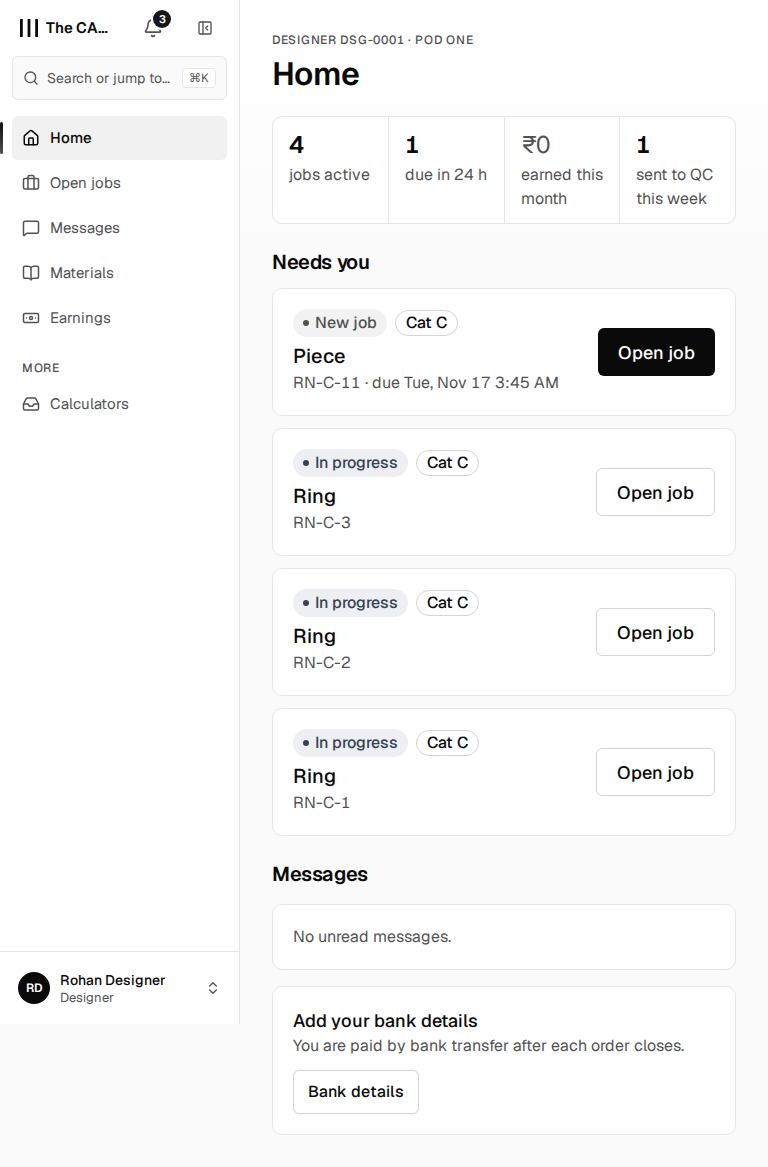 The CA...
3
Search or jump to...
⌘K
Home
Open jobs
Messages
Materials
Earnings
MORE
Calculators
RD
Rohan Designer
Designer
DESIGNER DSG-0001 · POD ONE
Home
4
jobs active
1
due in 24 h
₹0
earned this
month
1
sent to QC
this week
Needs you
New job
Cat C
Piece
RN-C-11 · due Tue, Nov 17 3:45 AM
Open job
In progress
Cat C
Ring
RN-C-3
Open job
In progress
Cat C
Ring
RN-C-2
Open job
In progress
Cat C
Ring
RN-C-1
Open job
Messages
No unread messages.
Add your bank details
You are paid by bank transfer after each order closes.
Bank details